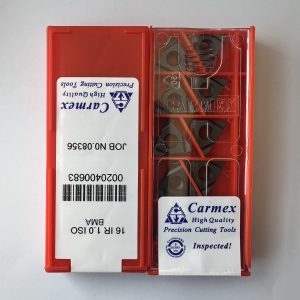 Carmex
High Quality
Precision Cutting Tools
JOB NO.08356
0020400683
16 IR 1.0 ISO
BMA
CARMEX
Carmex
High Quality
Precision Cutting Tools
Inspected!